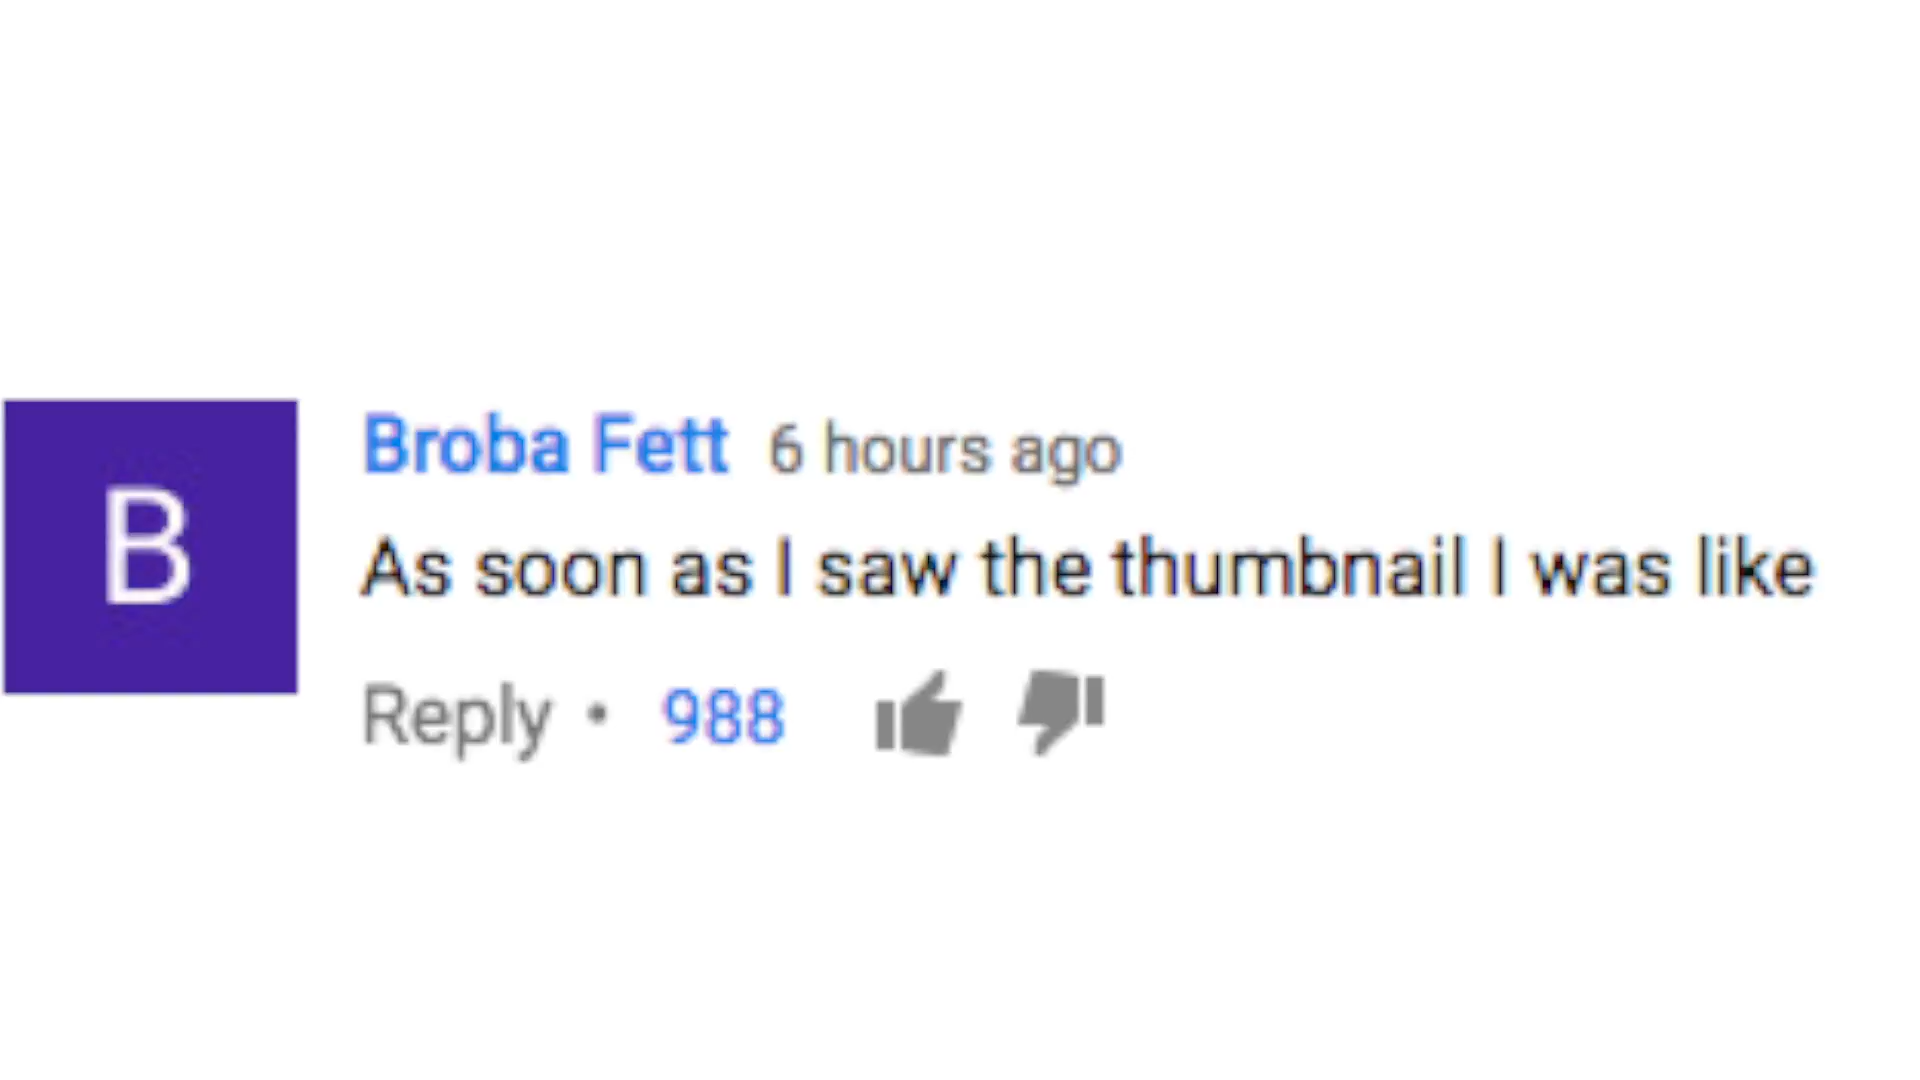 B
Broba Fett 6 hours ago
As soon as I saw the thumbnail I was like
Reply • 988